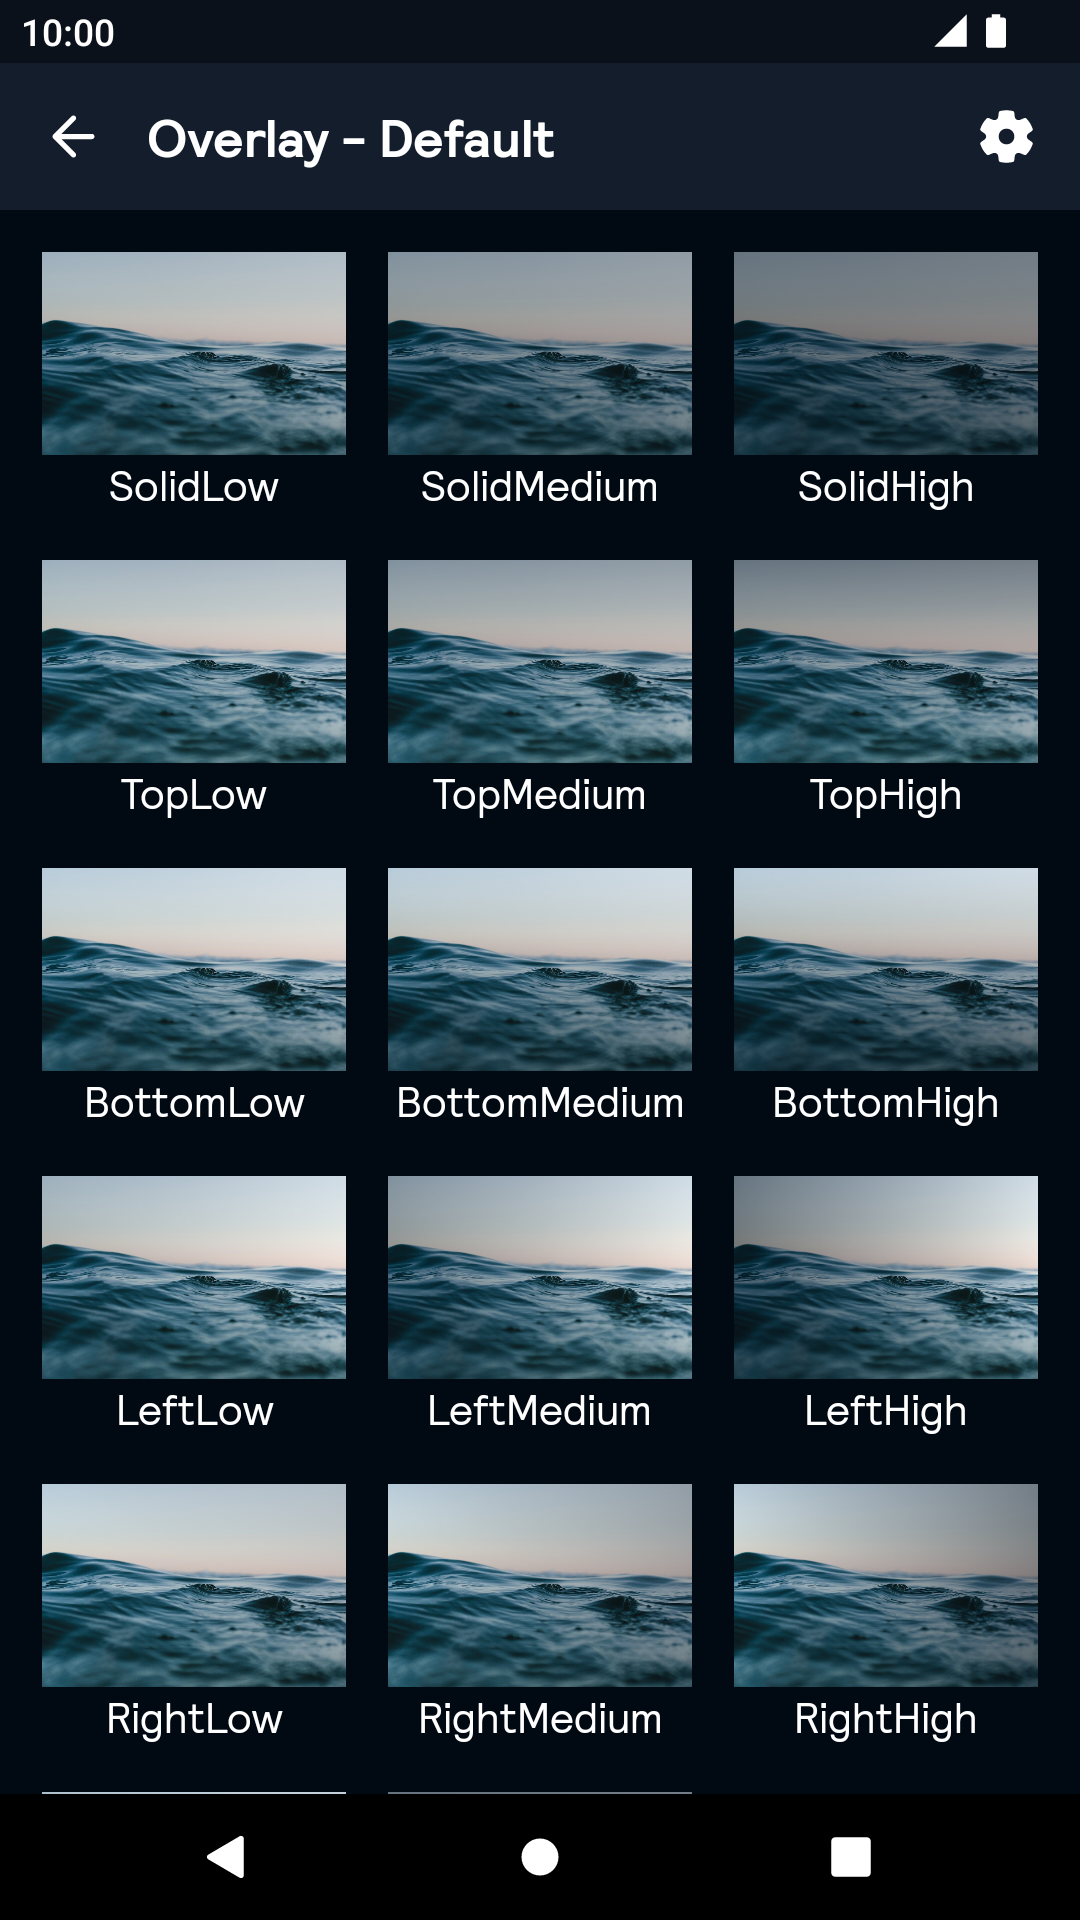 10:00
Overlay - Default
SolidLow SolidMedium SolidHigh
TopLow TopMedium TopHigh
BottomLow BottomMedium BottomHigh
LeftLow LeftMedium LeftHigh
RightLow RightMedium RightHigh